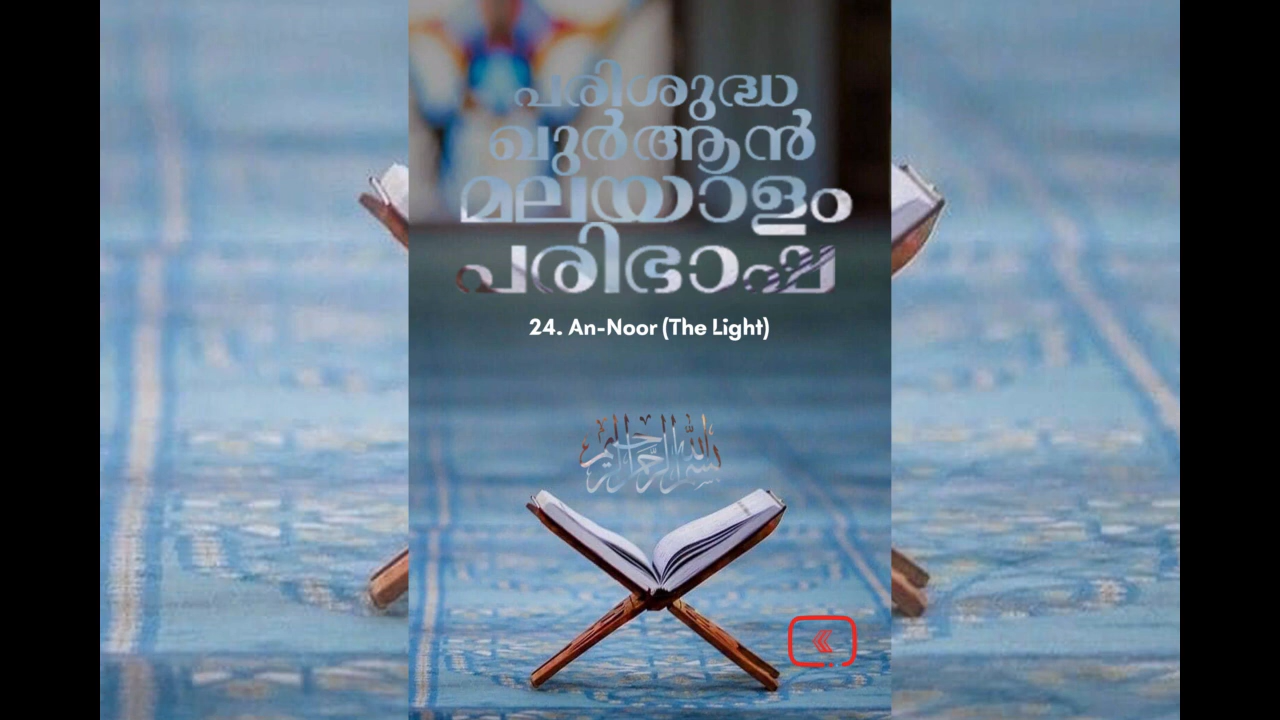 പരിശുദ്ധ
ഖുർആൻ
മലയാളം
പരിഭാഷ
24. An-Noor (The Light)
بسم الله الرحمن الرحيم